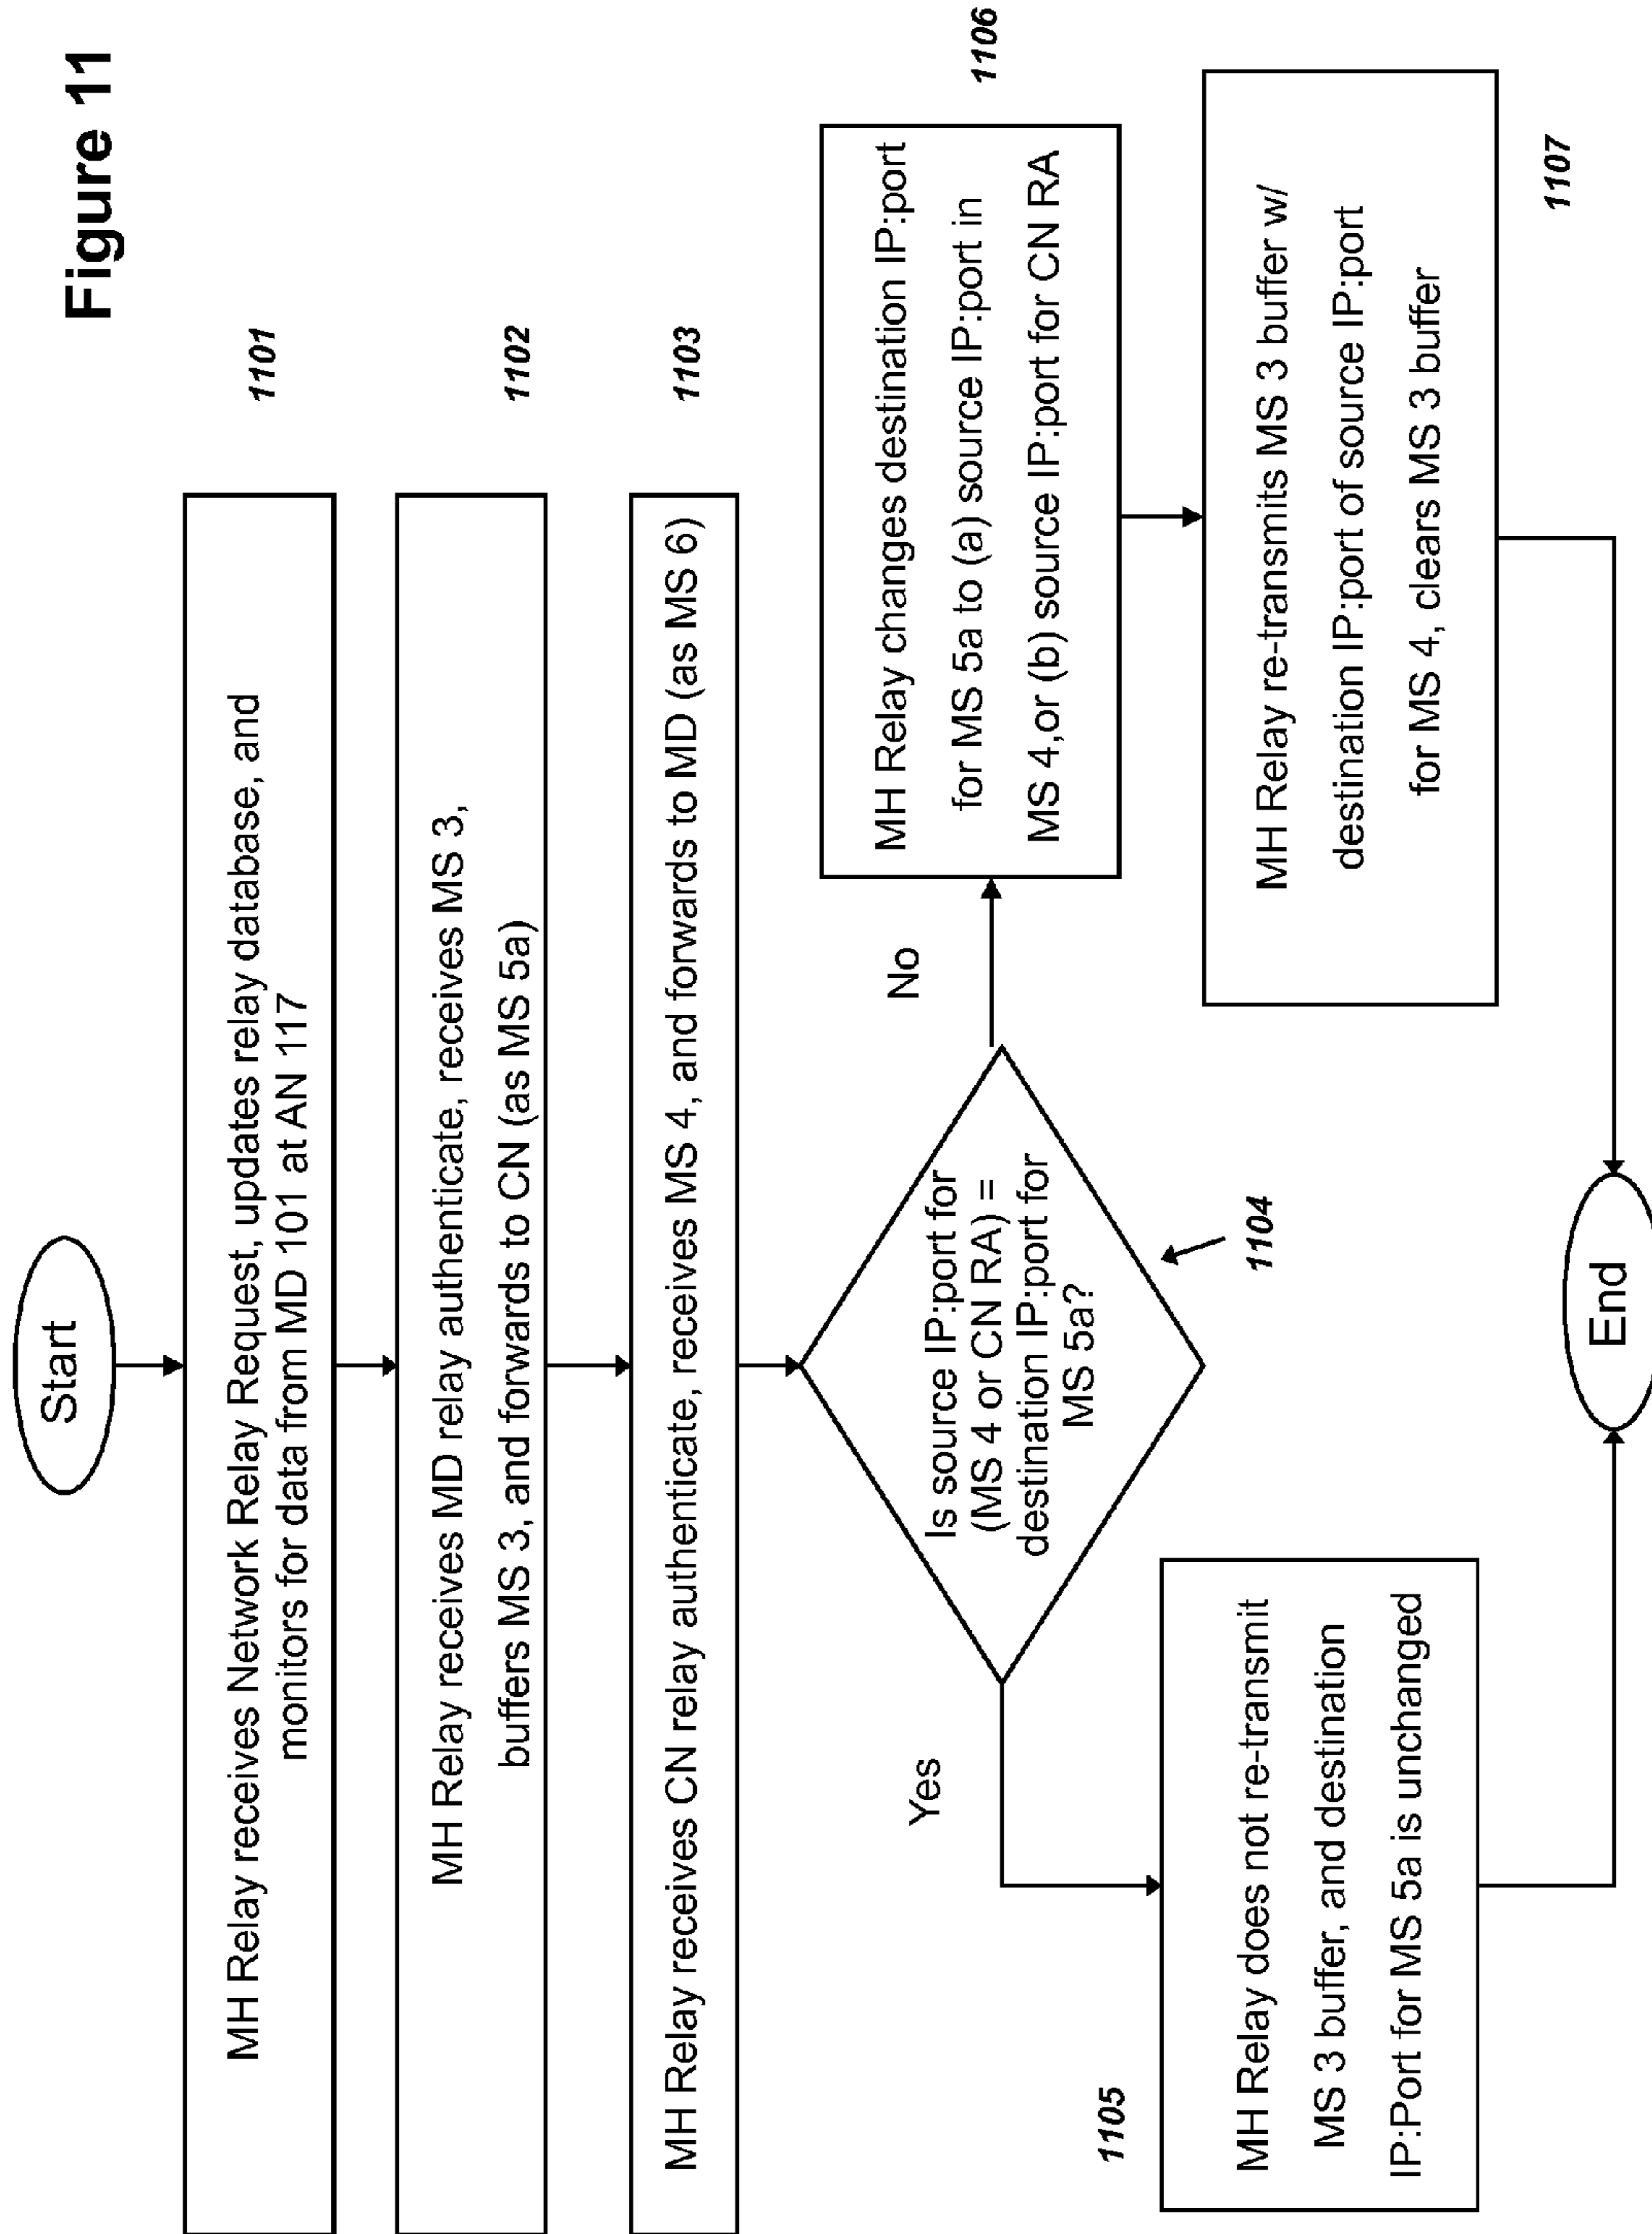 Figure 11
Start
MH Relay receives Network Relay Request, updates relay database, and
monitors for data from MD 101 at AN 117
1101
MH Relay receives MD relay authenticate, receives MS 3,
buffers MS 3, and forwards to CN (as MS 5a)
1102
MH Relay receives CN relay authenticate, receives MS 4, and forwards to MD (as MS 6)
1103
Is source IP:port for
(MS 4 or CN RA) =
destination IP:port for
MS 5a?
1104
Yes
No
MH Relay does not re-transmit
MS 3 buffer, and destination
IP:Port for MS 5a is unchanged
1105
MH Relay changes destination IP:port
for MS 5a to (a) source IP:port in
MS 4,or (b) source IP:port for CN RA
1106
MH Relay re-transmits MS 3 buffer w/
destination IP:port of source IP:port
for MS 4, clears MS 3 buffer
1107
End